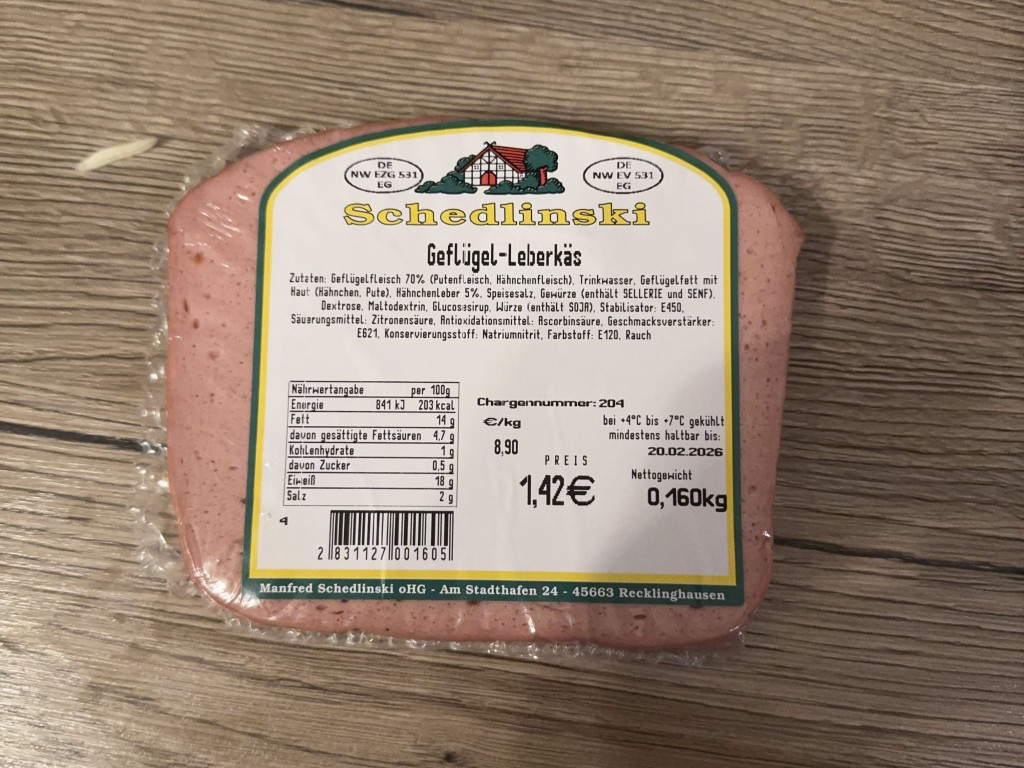 DE
NW EZG 531
EG
DE
NW EV 531
EG
Schedlinski
Geflügel-Leberkäs
Zutaten: Geflügelfleisch 70% (Putenfleisch, Hähnchenfleisch), Trinkwasser, Geflügelfett mit
Haut (Hähnchen, Pute), Hähnchenleber 5%, Speisesalz, Gewürze (enthält SELLERIE und SENF),
Dextrose, Maltodextrin, Glucosesirup, Würze (enthält SOJA), Stabilisator: E450,
Säuerungsmittel: Zitronensäure, Antioxidationsmittel: Ascorbinsäure, Geschmacksverstärker:
E621, Konservierungsstoff: Natriumnitrit, Farbstoff: E120, Rauch
Nährwertangabe per 100g
Energie 841 kJ 203 kcal
Fett 14 g
davon gesättigte Fettsäuren 4,7 g
Kohlenhydrate 1 g
davon Zucker 0,5 g
Eiweiß 18 g
Salz 2 g
Chargennummer: 204
€/kg
8,90
PREIS
1,42€
bei +4°C bis +7°C gekühlt
mindestens haltbar bis:
20.02.2026
Nettogewicht
0,160kg
4
2 831127 001605
Manfred Schedlinski oHG - Am Stadthafen 24 - 45663 Recklinghausen